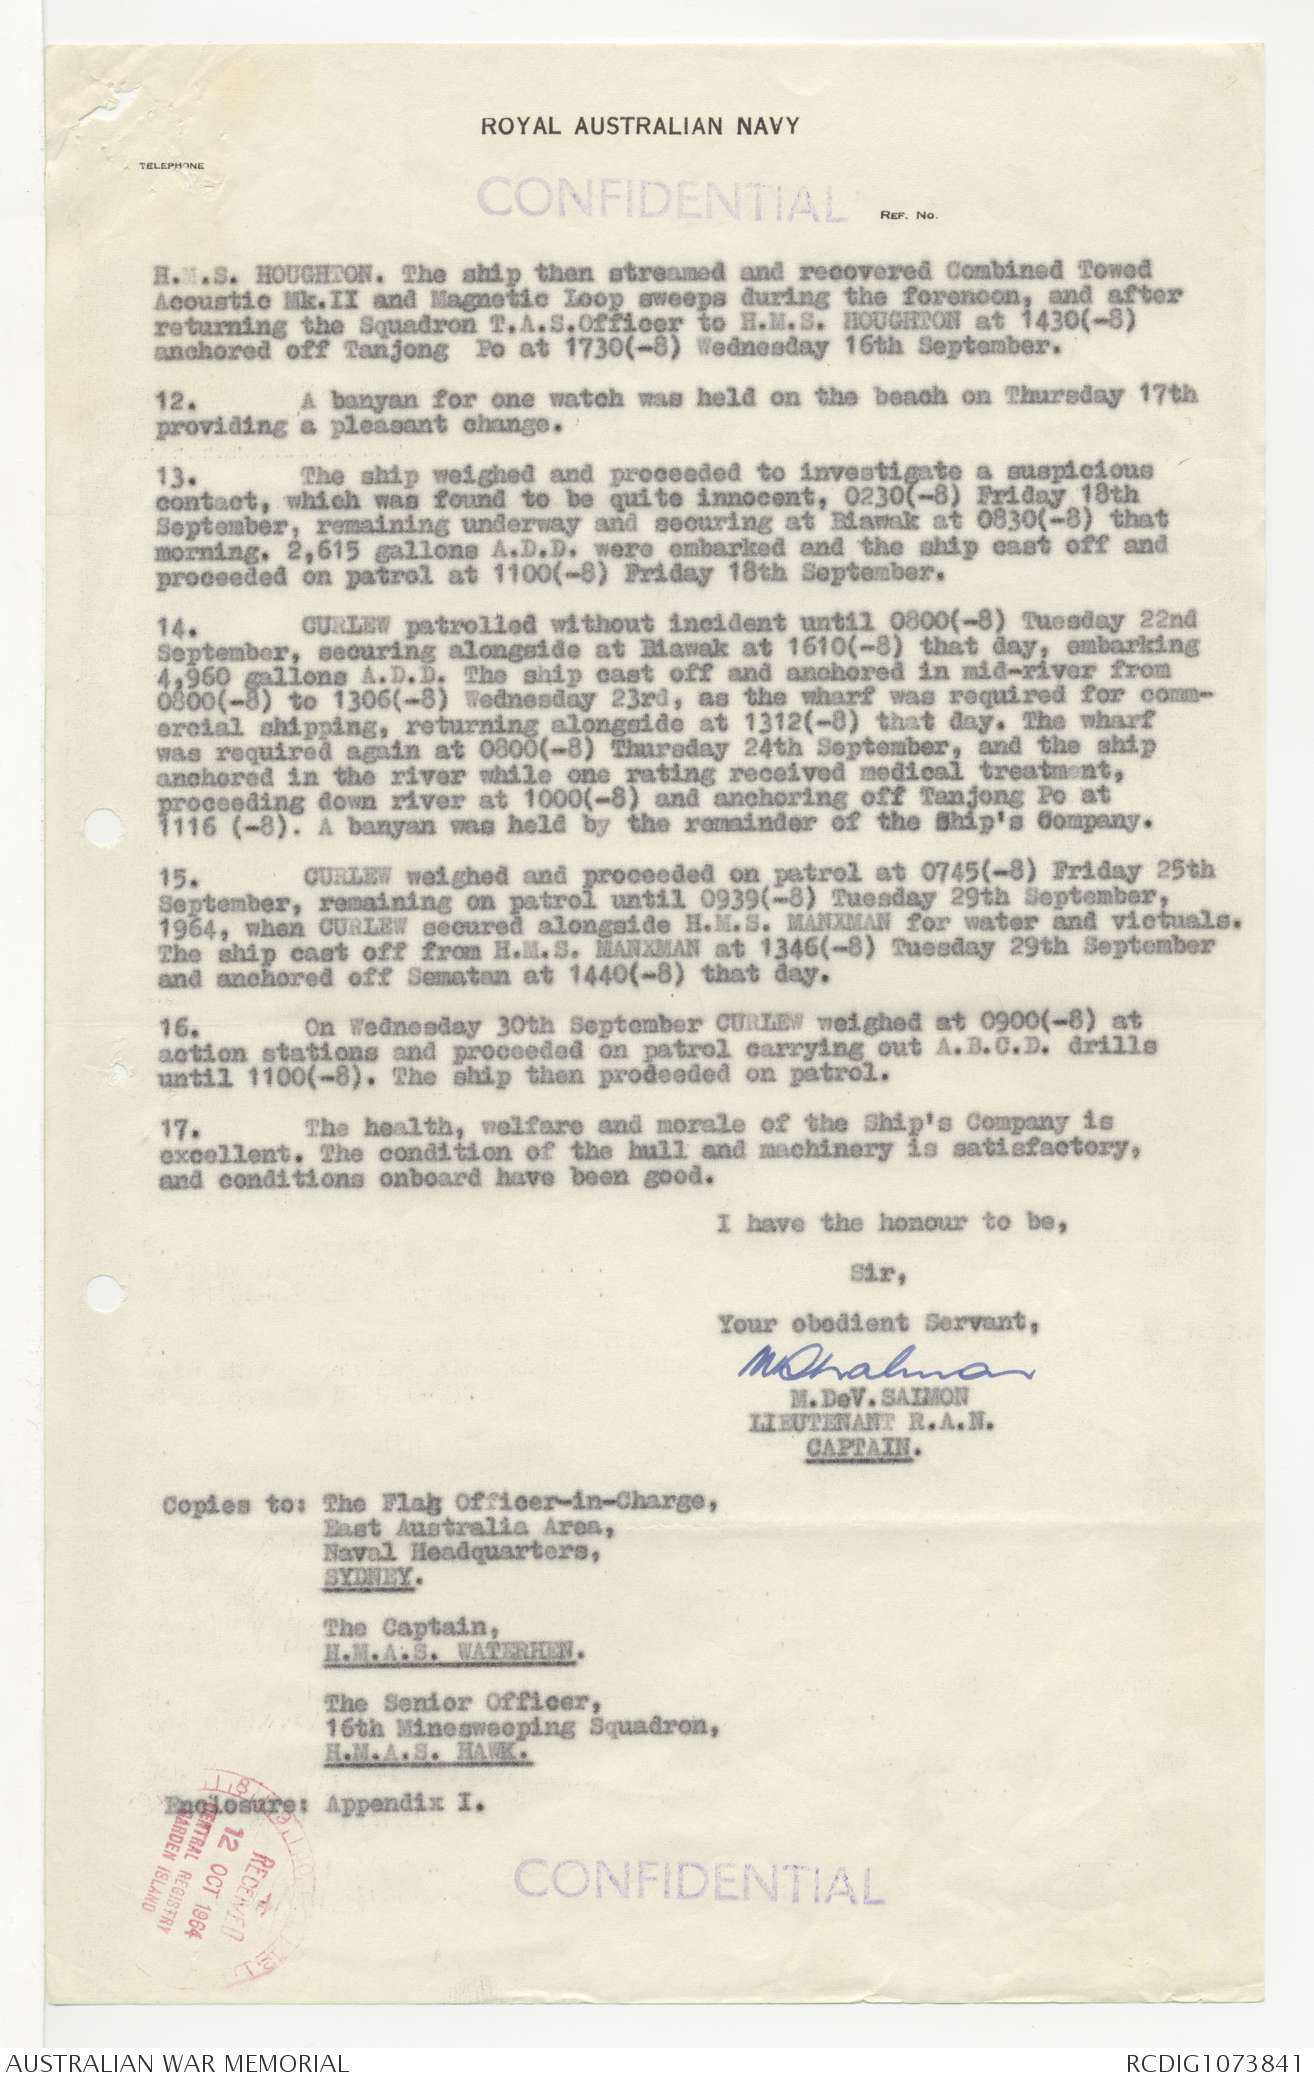 ROYAL AUSTRALIAN NAVY
TELEPHONE
CONFIDENTIAL
REF. No.
H.M.S. HOUGHTON. The ship then streamed and recovered Combined Towed
Acoustic Mk.II and Magnetic Loop sweeps during the forenoon, and after
returning the Squadron T.A.S.Officer to H.M.S. HOUGHTON at 1430(-8)
anchored off Tanjong Po at 1730(-8) Wednesday 16th September.
12. A banyan for one watch was held on the beach on Thursday 17th
providing a pleasant change.
13. The ship weighed and proceeded to investigate a suspicious
contact, which was found to be quite innocent, 0230(-8) Friday 18th
September, remaining underway and securing at Biawak at 0830(-8) that
morning. 2,615 gallons A.D.D. were embarked and the ship cast off and
proceeded on patrol at 1100(-8) Friday 18th September.
14. CURLEW patrolled without incident until 0800(-8) Tuesday 22nd
September, securing alongside at Biawak at 1610(-8) that day, embarking
4,960 gallons A.D.D. The ship cast off and anchored in mid-river from
0800(-8) to 1306(-8) Wednesday 23rd, as the wharf was required for comm-
ercial shipping, returning alongside at 1312(-8) that day. The wharf
was required again at 0800(-8) Thursday 24th September, and the ship
anchored in the river while one rating received medical treatment,
proceeding down river at 1000(-8) and anchoring off Tanjong Po at
1116 (-8). A banyan was held by the remainder of the Ship's Company.
15. CURLEW weighed and proceeded on patrol at 0745(-8) Friday 25th
September, remaining on patrol until 0939(-8) Tuesday 29th September,
1964, when CURLEW secured alongside H.M.S. MANXMAN for water and victuals.
The ship cast off from H.M.S. MANXMAN at 1346(-8) Tuesday 29th September
and anchored off Sematan at 1440(-8) that day.
16. On Wednesday 30th September CURLEW weighed at 0900(-8) at
action stations and proceeded on patrol carrying out A.B.C.D. drills
until 1100(-8). The ship then prodeeded on patrol.
17. The health, welfare and morale of the Ship's Company is
excellent. The condition of the hull and machinery is satisfactory,
and conditions onboard have been good.
I have the honour to be,
Sir,
Your obedient Servant,
M.DeV.SALMON
LIEUTENANT R.A.N.
CAPTAIN.
Copies to: The Flag Officer-in-Charge,
East Australia Area,
Naval Headquarters,
SYDNEY.
The Captain,
H.M.A.S. WATERHEN.
The Senior Officer,
16th Minesweeping Squadron,
H.M.A.S. HAWK.
Enclosure: Appendix I.
RECEIVED
12 OCT 1964
CENTRAL REGISTRY
GARDEN ISLAND
CONFIDENTIAL
AUSTRALIAN WAR MEMORIAL
RCDIG1073841